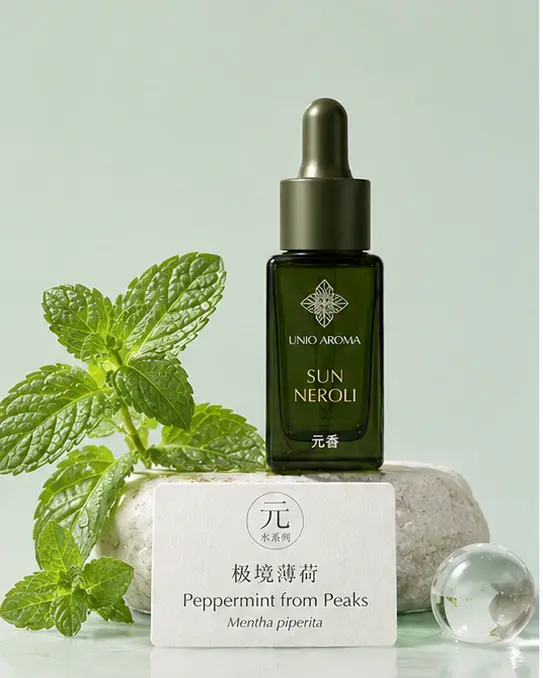 UNIO AROMA
SUN
NEROLI
元香
元
水系列
极境薄荷
Peppermint from Peaks
Mentha piperita